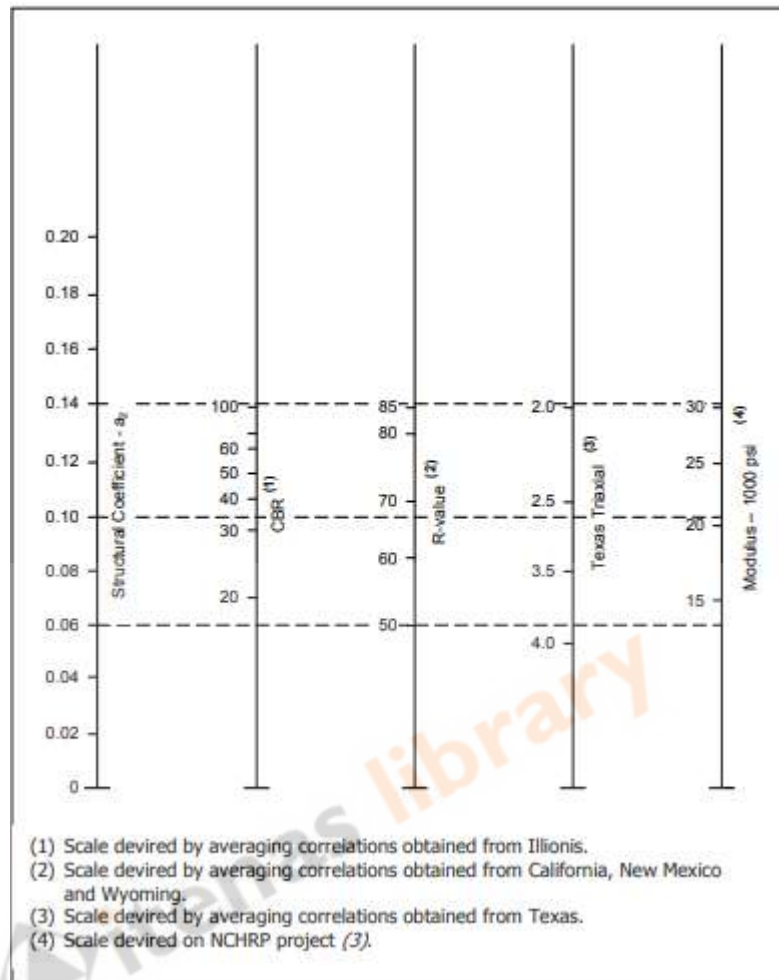 0.20
0.18
0.16
0.14
0.12
0.10
0.08
0.06
0.04
0.02
0
Structural Coefficient - a₂
100
60
50
40
30
20
CBR (1)
85
80
70
60
50
R-value (2)
2.0
2.5
3.5
4.0
Texas Triaxial (3)
30
25
20
15
Modulus – 1000 psi (4)
(1) Scale devired by averaging correlations obtained from Illionis.
(2) Scale devired by averaging correlations obtained from California, New Mexico
and Wyoming.
(3) Scale devired by averaging correlations obtained from Texas.
(4) Scale devired on NCHRP project (3).
itenas library